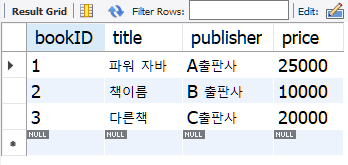 Result Grid Filter Rows: Edit:
bookID title publisher price
1 파워 자바 A출판사 25000
2 책이름 B 출판사 10000
3 다른책 C출판사 20000
NULL NULL NULL NULL